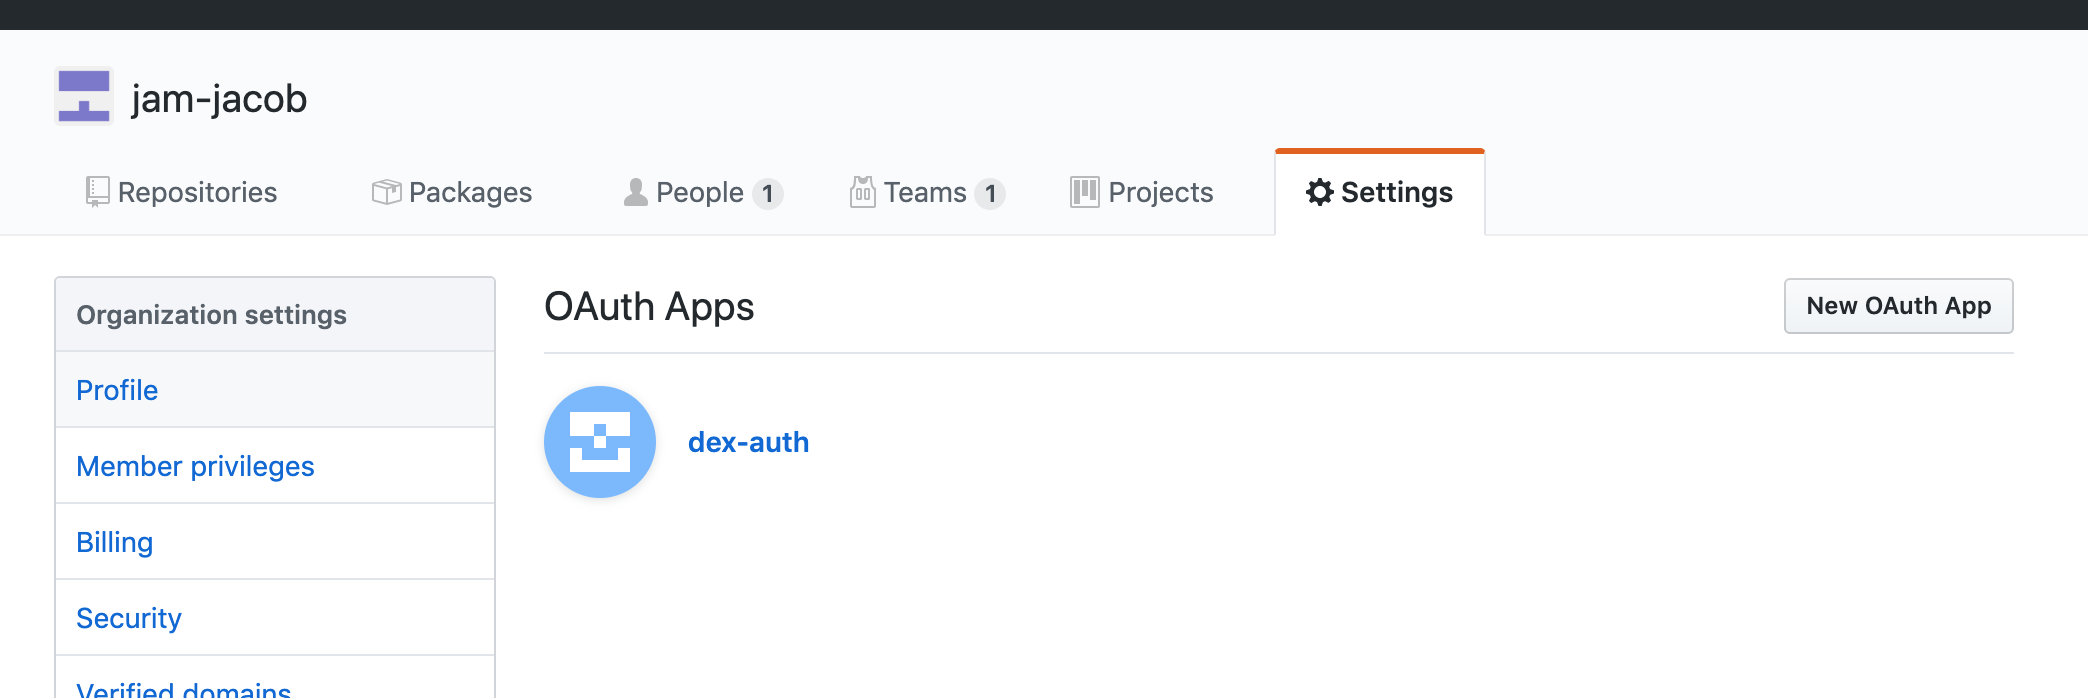 jam-jacob
Repositories Packages People 1 Teams 1 Projects Settings
Organization settings
Profile
Member privileges
Billing
Security
Verified domains
OAuth Apps
New OAuth App
dex-auth